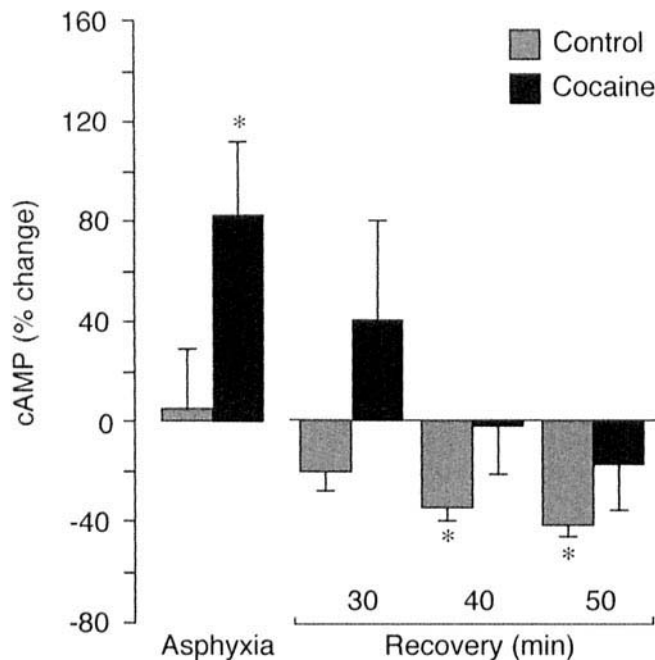 160
120
80
40
0
-40
-80
cAMP (% change)
Control
Cocaine
*
*
*
30 40 50
Asphyxia Recovery (min)